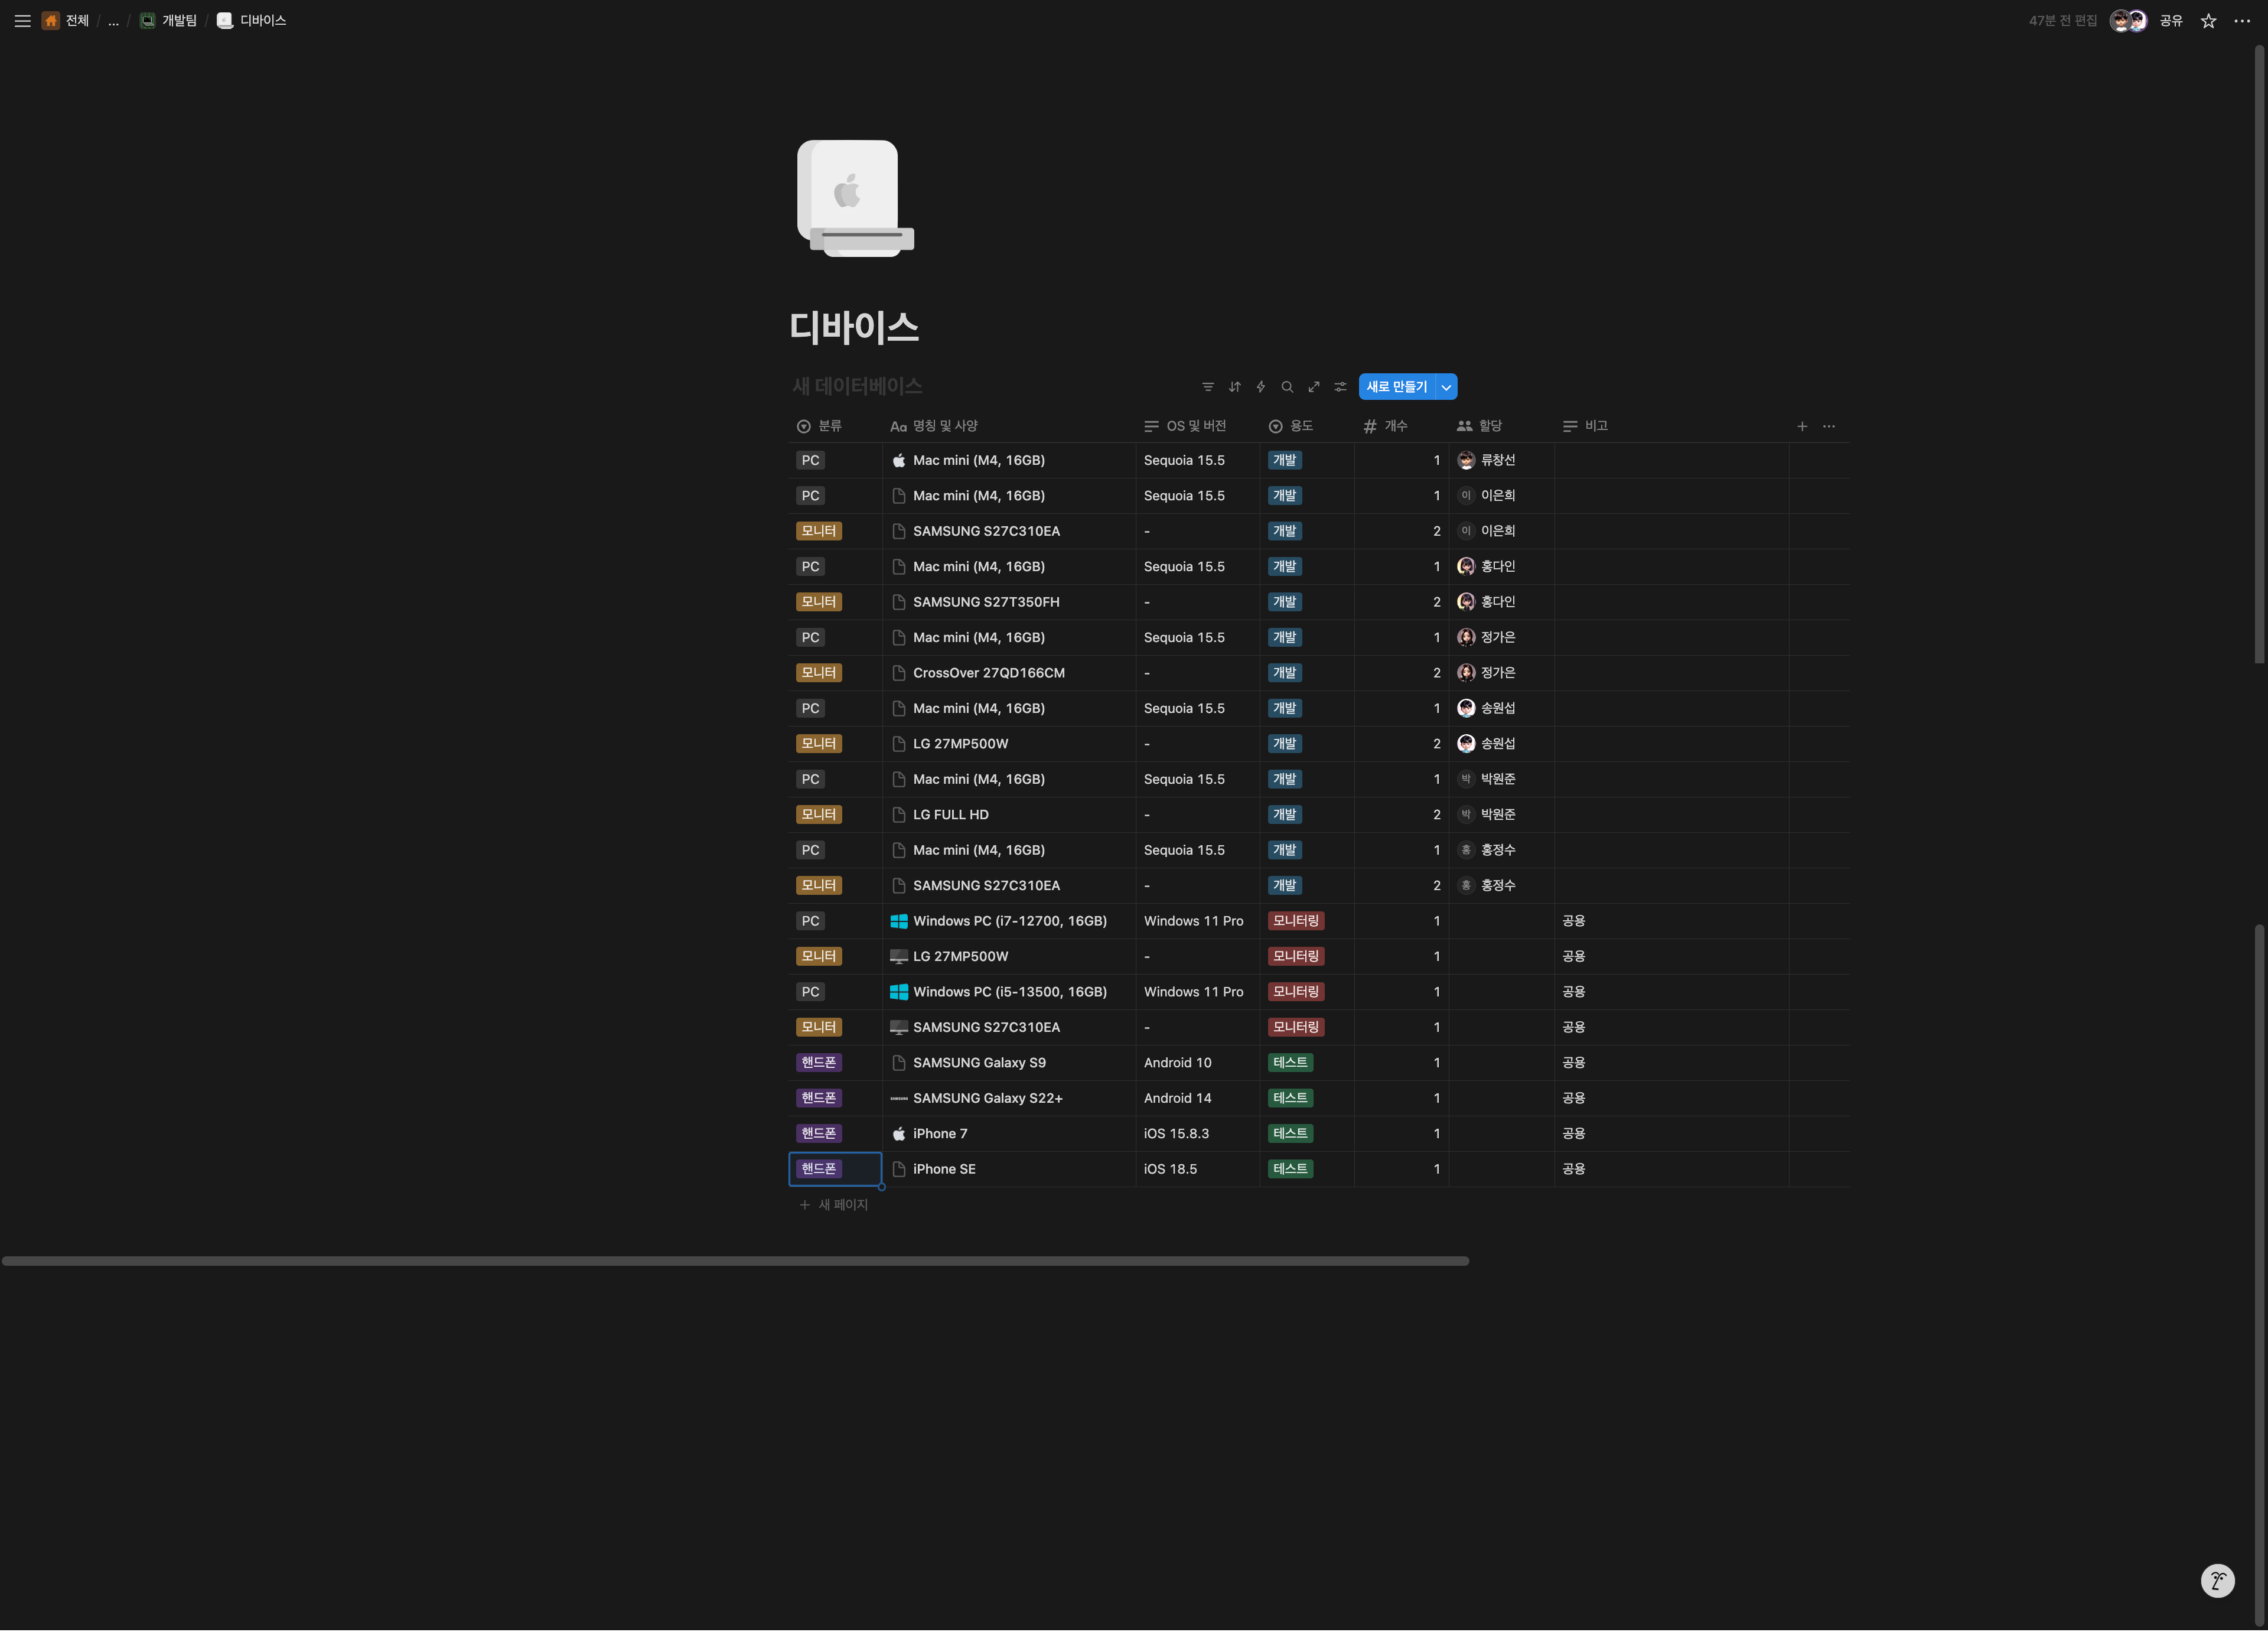 전체 / ... / 개발팀 / 디바이스
47분 전 편집 공유
디바이스
새 데이터베이스
새로 만들기
분류 Aa 명칭 및 사양 OS 및 버전 용도 # 개수 할당 비고
PC Mac mini (M4, 16GB) Sequoia 15.5 개발 1 류창선
PC Mac mini (M4, 16GB) Sequoia 15.5 개발 1 이 이은희
모니터 SAMSUNG S27C310EA - 개발 2 이 이은희
PC Mac mini (M4, 16GB) Sequoia 15.5 개발 1 홍다인
모니터 SAMSUNG S27T350FH - 개발 2 홍다인
PC Mac mini (M4, 16GB) Sequoia 15.5 개발 1 정가은
모니터 CrossOver 27QD166CM - 개발 2 정가은
PC Mac mini (M4, 16GB) Sequoia 15.5 개발 1 송원섭
모니터 LG 27MP500W - 개발 2 송원섭
PC Mac mini (M4, 16GB) Sequoia 15.5 개발 1 박 박원준
모니터 LG FULL HD - 개발 2 박 박원준
PC Mac mini (M4, 16GB) Sequoia 15.5 개발 1 홍 홍정수
모니터 SAMSUNG S27C310EA - 개발 2 홍 홍정수
PC Windows PC (i7-12700, 16GB) Windows 11 Pro 모니터링 1 공용
모니터 LG 27MP500W - 모니터링 1 공용
PC Windows PC (i5-13500, 16GB) Windows 11 Pro 모니터링 1 공용
모니터 SAMSUNG S27C310EA - 모니터링 1 공용
핸드폰 SAMSUNG Galaxy S9 Android 10 테스트 1 공용
핸드폰 SAMSUNG SAMSUNG Galaxy S22+ Android 14 테스트 1 공용
핸드폰 iPhone 7 iOS 15.8.3 테스트 1 공용
핸드폰 iPhone SE iOS 18.5 테스트 1 공용
+ 새 페이지